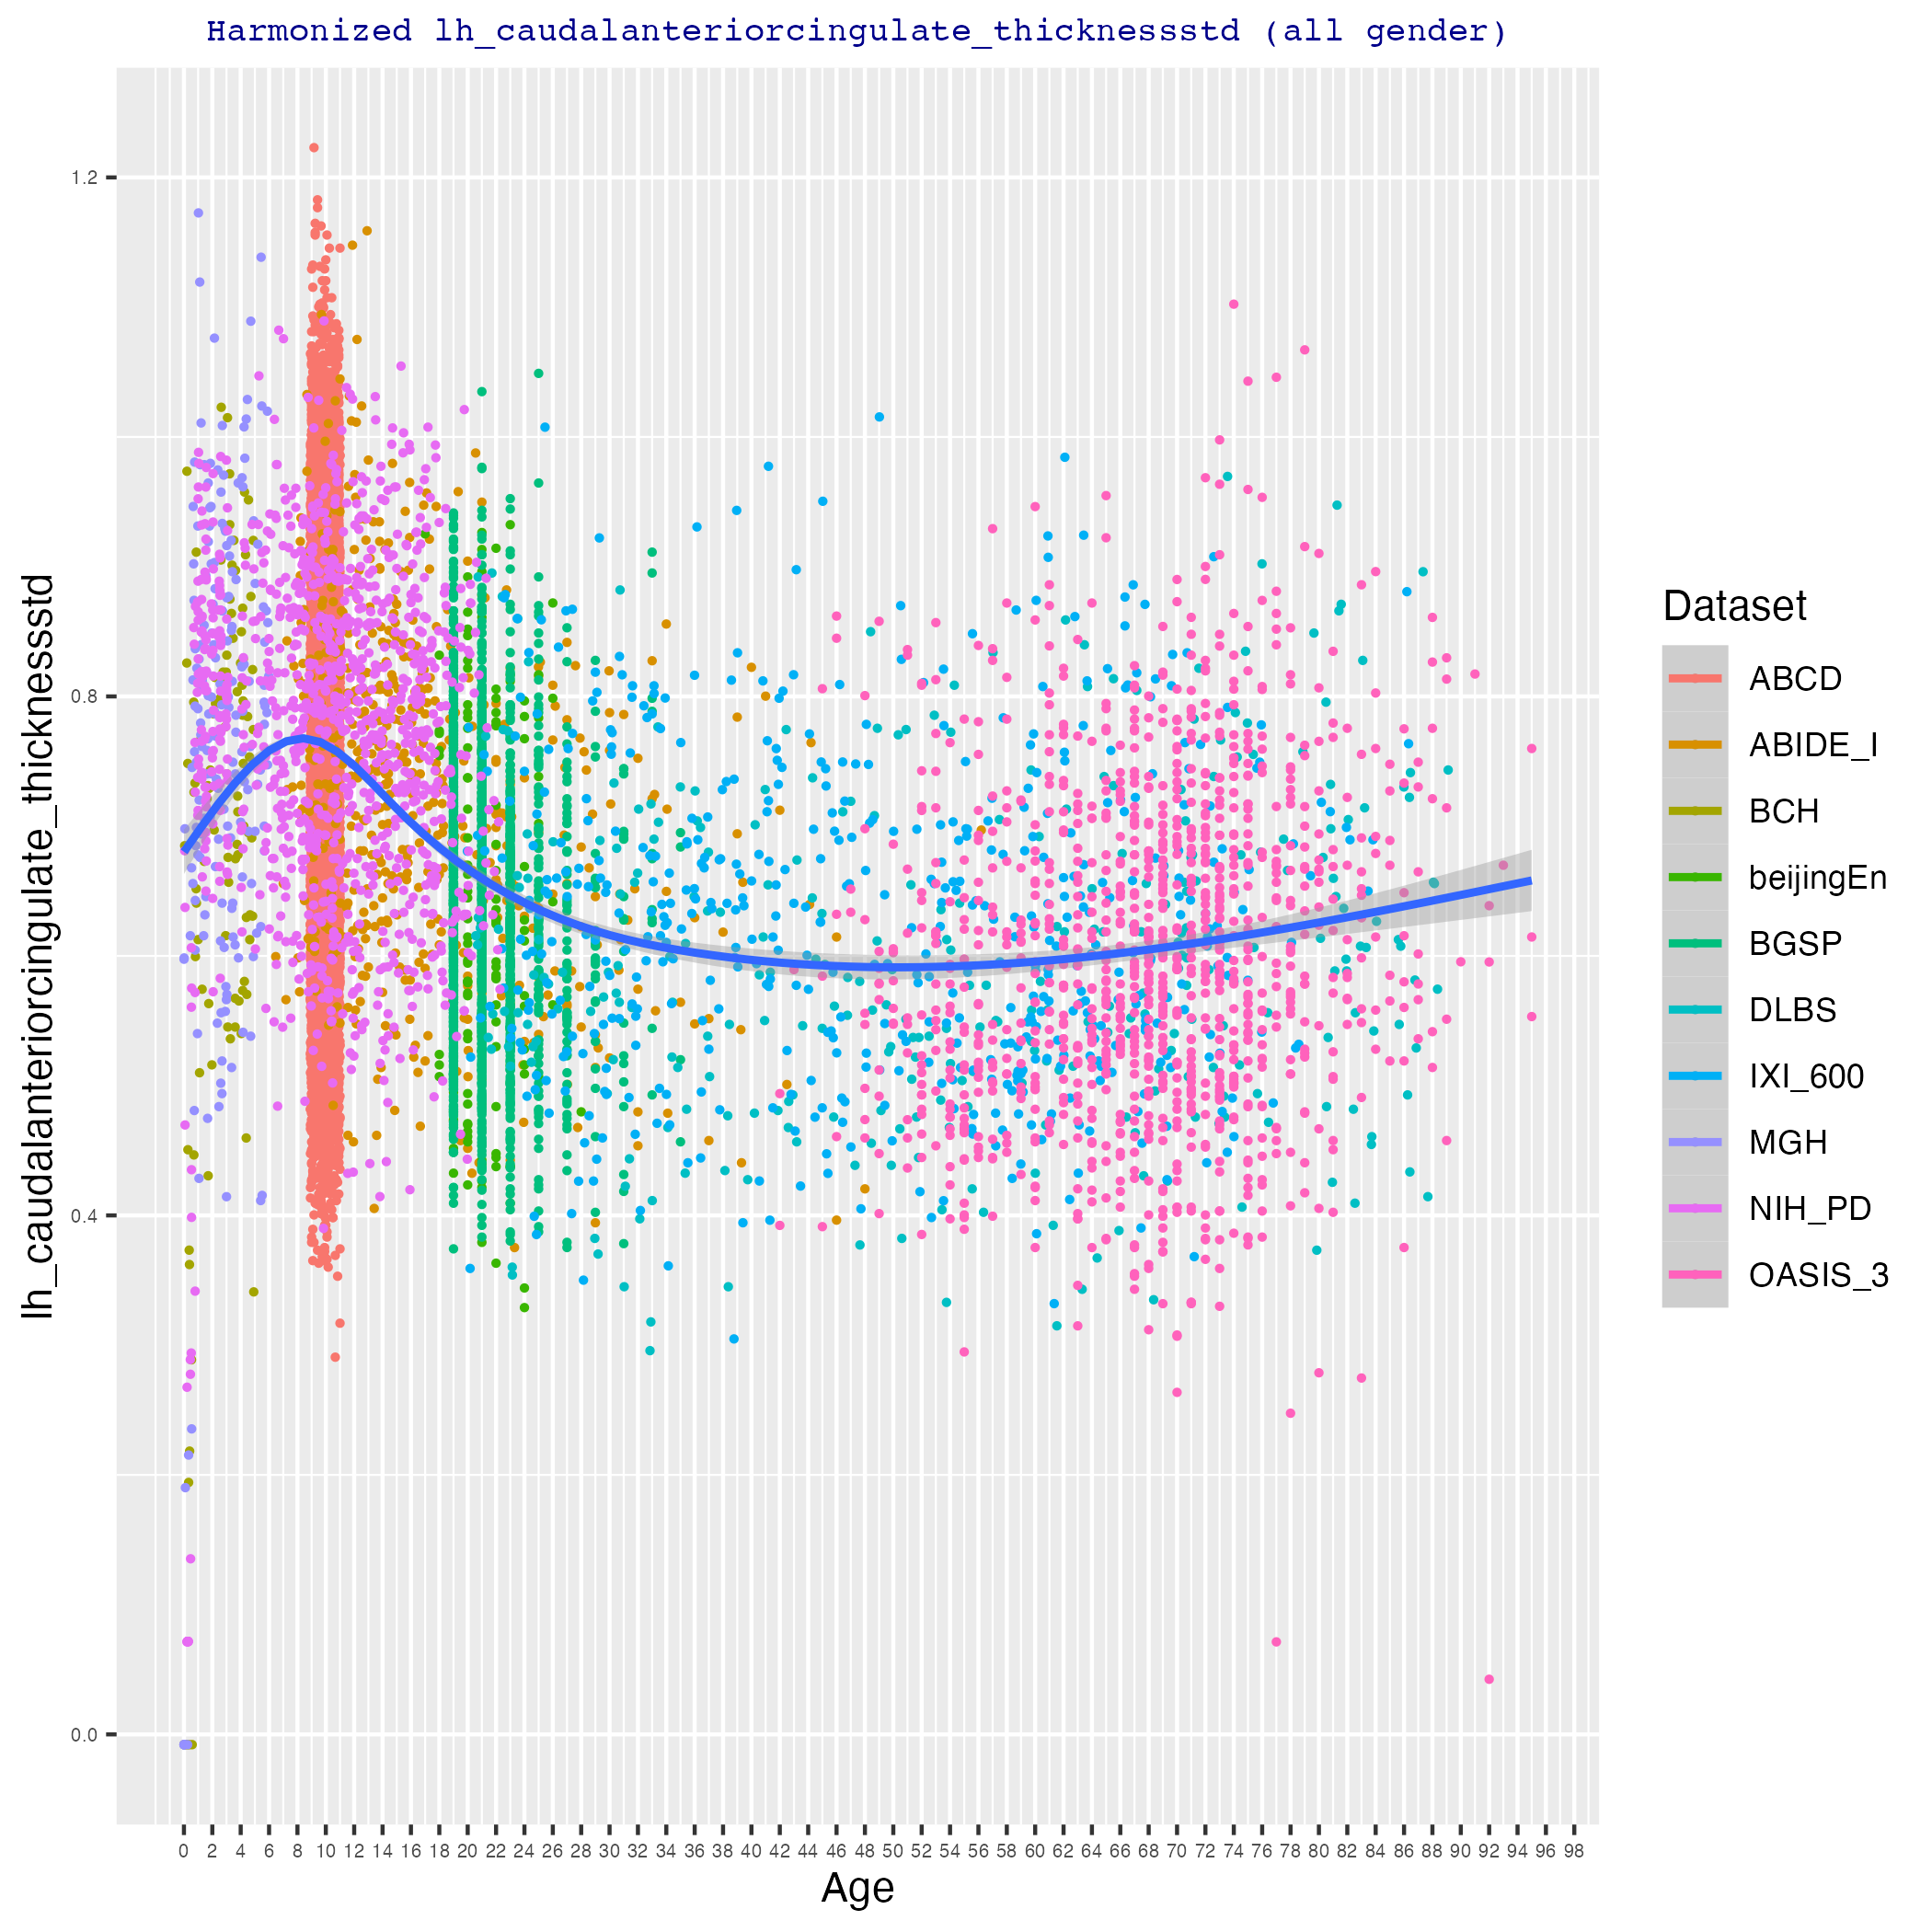 Harmonized lh_caudalanteriorcingulate_thicknessstd (all gender)
lh_caudalanteriorcingulate_thicknessstd
1.2
0.8
0.4
0.0
0 2 4 6 8 10 12 14 16 18 20 22 24 26 28 30 32 34 36 38 40 42 44 46 48 50 52 54 56 58 60 62 64 66 68 70 72 74 76 78 80 82 84 86 88 90 92 94 96 98
Age
Dataset
ABCD
ABIDE_I
BCH
beijingEn
BGSP
DLBS
IXI_600
MGH
NIH_PD
OASIS_3